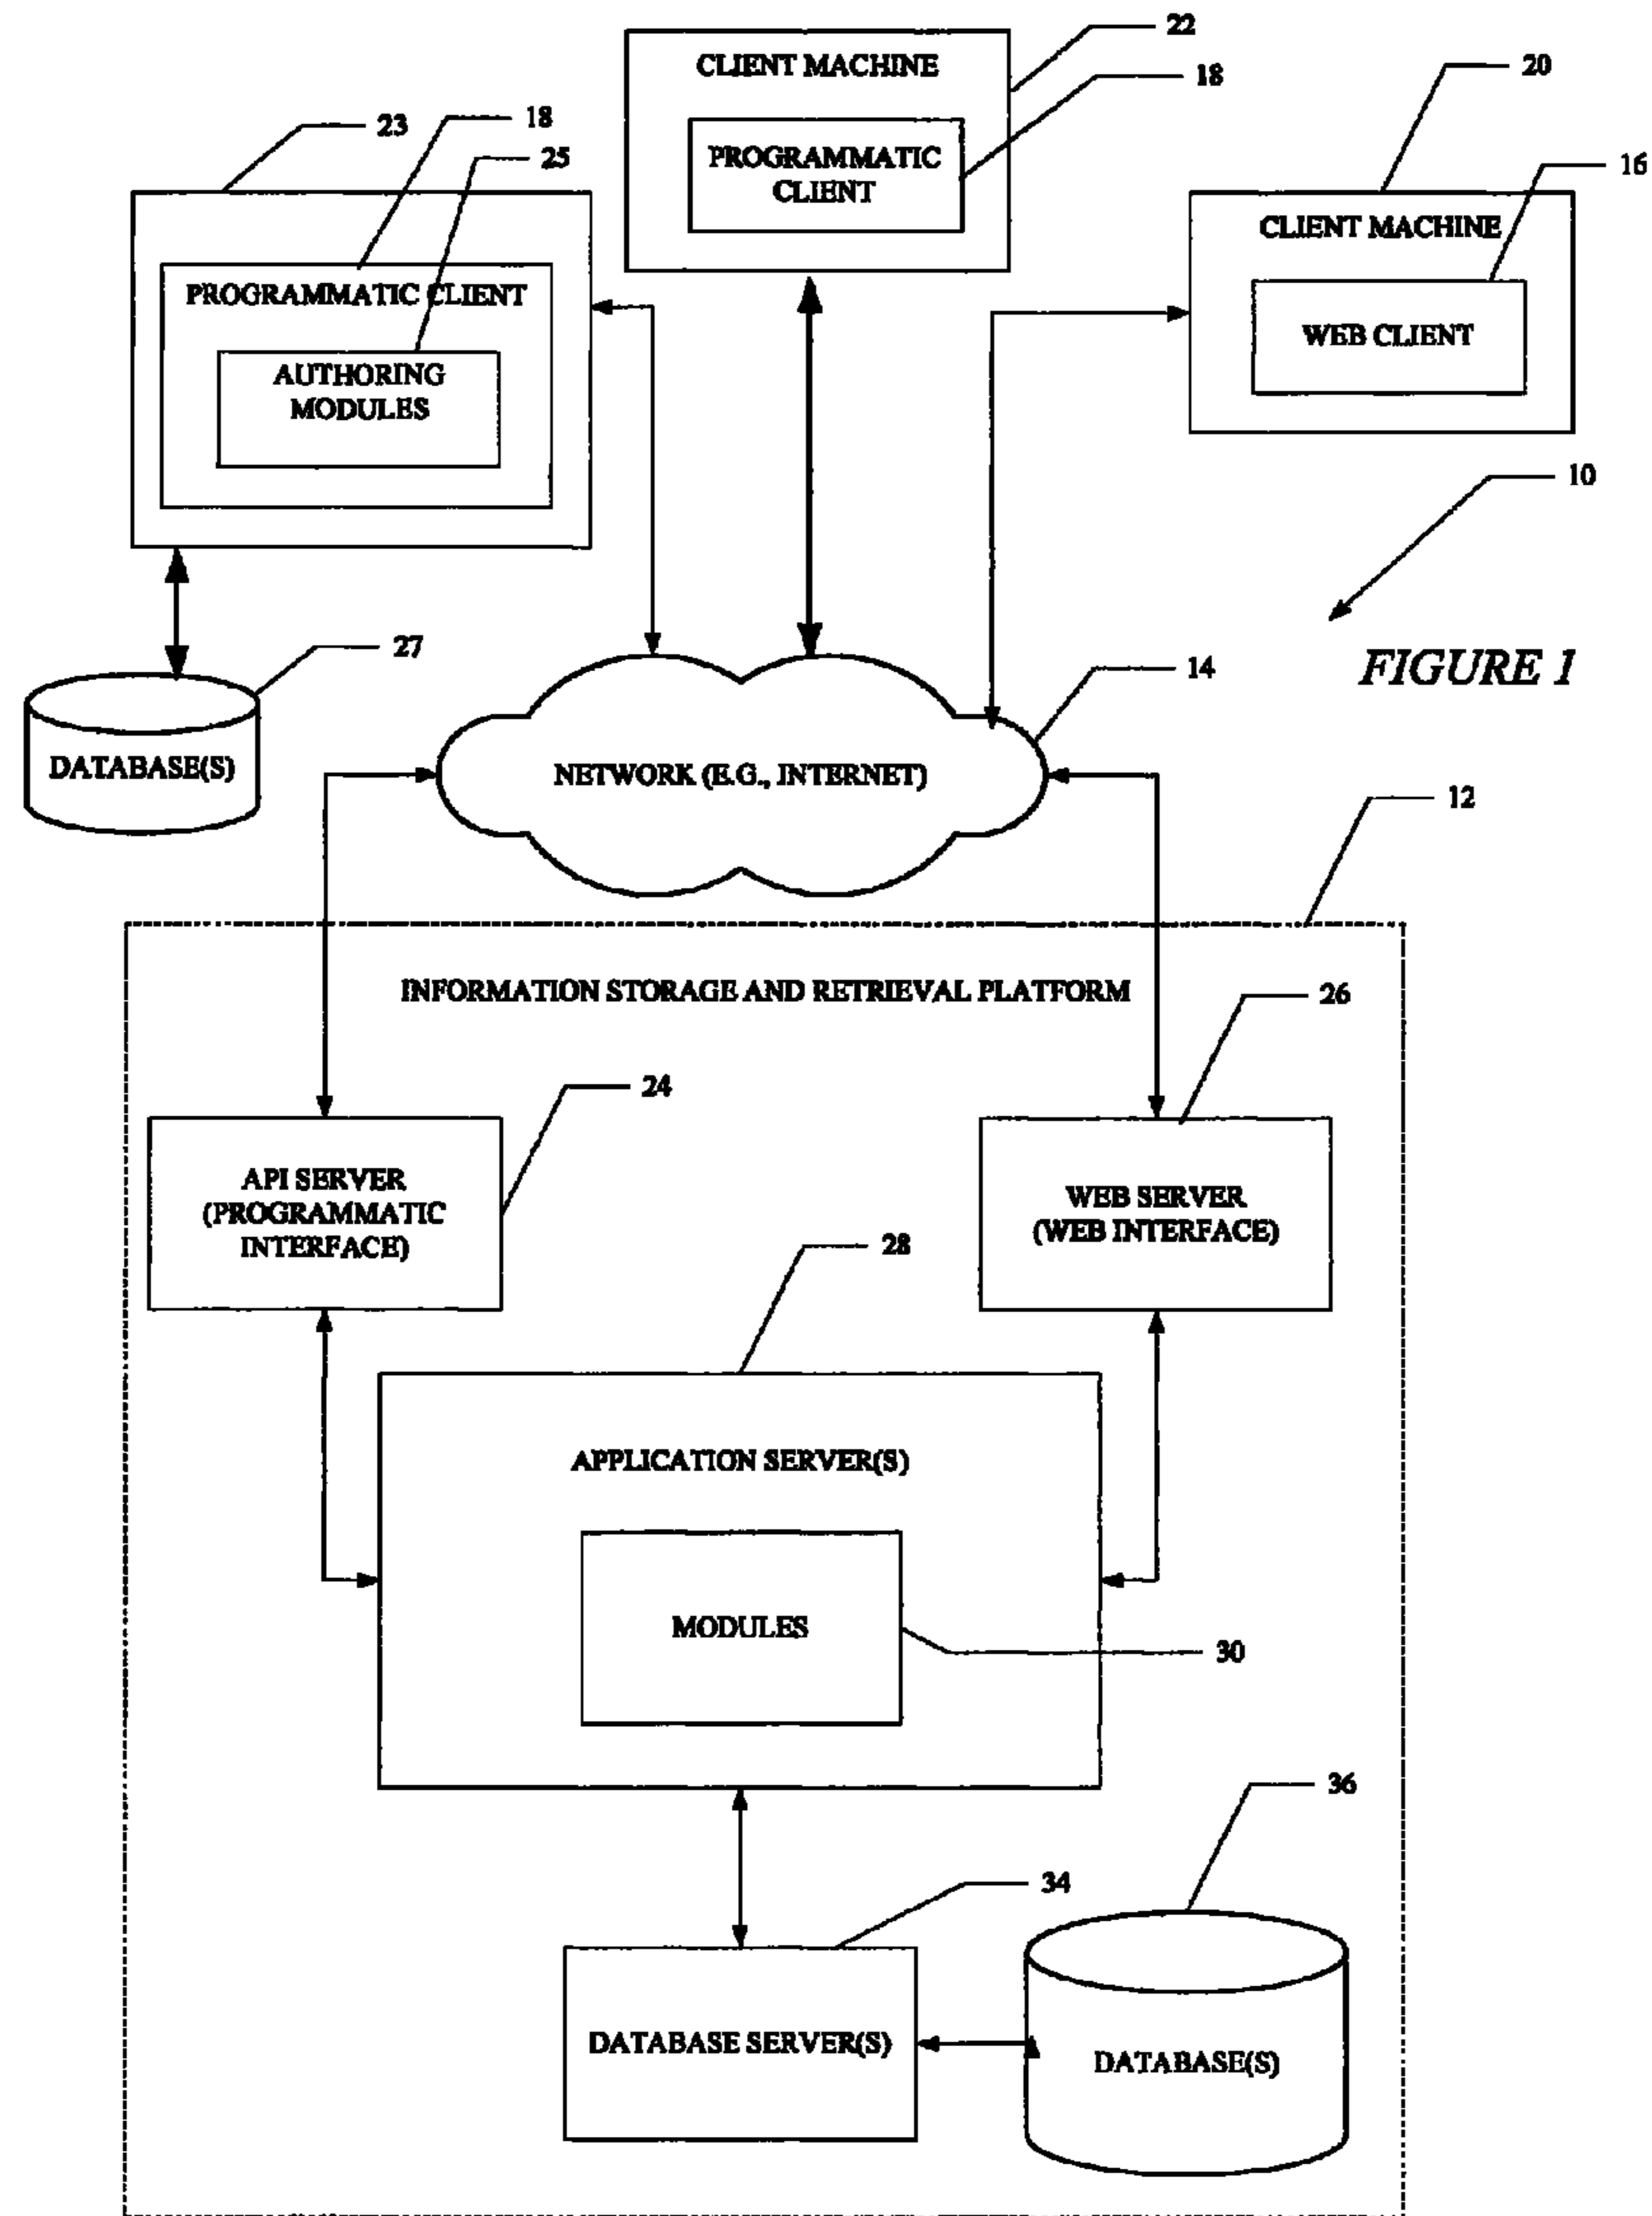 22
CLIENT MACHINE
18
PROGRAMMATIC
CLIENT
20
16
CLIENT MACHINE
WEB CLIENT
23
18
25
PROGRAMMATIC CLIENT
AUTHORING
MODULES
10
FIGURE 1
27
DATABASE(S)
14
NETWORK (E.G., INTERNET)
12
INFORMATION STORAGE AND RETRIEVAL PLATFORM
26
24
API SERVER
(PROGRAMMATIC
INTERFACE)
WEB SERVER
(WEB INTERFACE)
28
APPLICATION SERVER(S)
MODULES
30
36
34
DATABASE SERVER(S)
DATABASE(S)